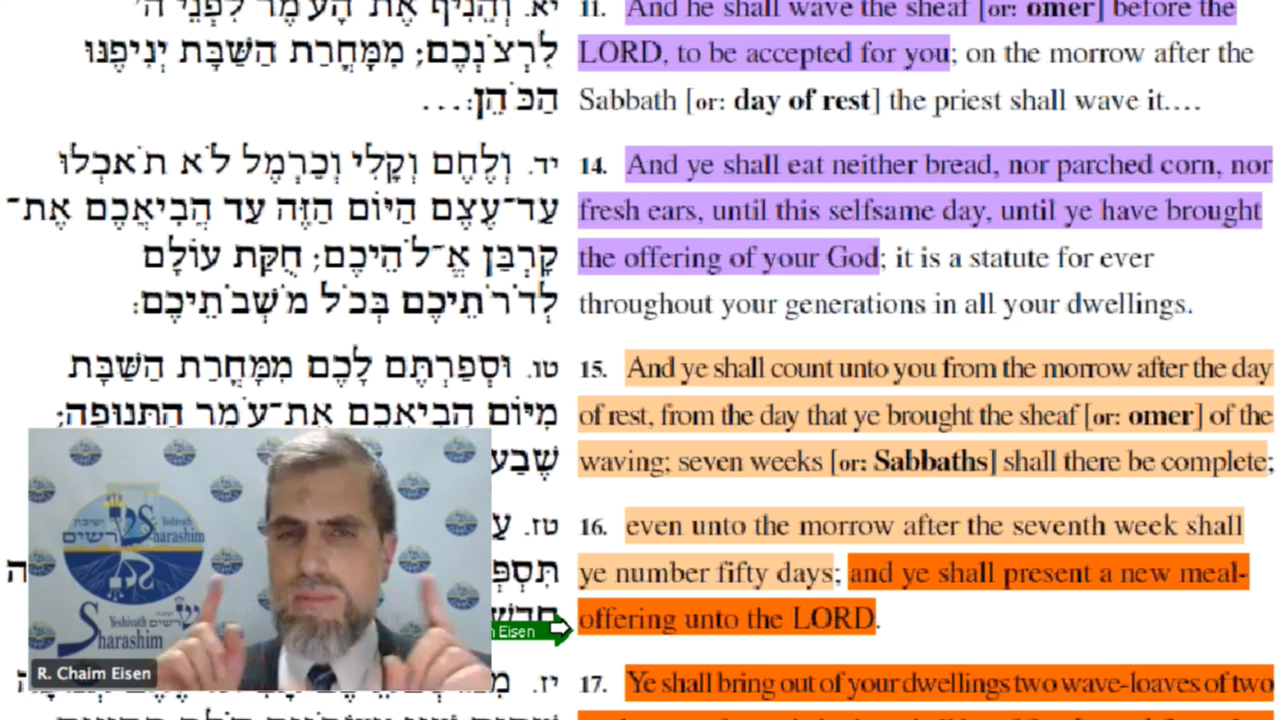 יא. וְהֵנִיף אֶת הָעֹמֶר לִפְנֵי ה'
לִרְצֹנְכֶם; מִמָּחֳרַת הַשַּׁבָּת יְנִיפֶנּוּ
הַכֹּהֵן:...
יד. וְלֶחֶם וְקָלִי וְכַרְמֶל לֹא תֹאכְלוּ
עַד־עֶצֶם הַיּוֹם הַזֶּה עַד הֲבִיאֲכֶם אֶת־
קָרְבַּן אֱ־לֹהֵיכֶם; חֻקַּת עוֹלָם
לְדֹרֹתֵיכֶם בְּכֹל מֹשְׁבֹתֵיכֶם:
טו. וּסְפַרְתֶּם לָכֶם מִמָּחֳרַת הַשַּׁבָּת
מִיּוֹם הֲבִיאֲכֶם אֶת־עֹמֶר הַתְּנוּפָה;
טז.
יז.
11. And he shall wave the sheaf [or: omer] before the
LORD, to be accepted for you; on the morrow after the
Sabbath [or: day of rest] the priest shall wave it....
14. And ye shall eat neither bread, nor parched corn, nor
fresh ears, until this selfsame day, until ye have brought
the offering of your God; it is a statute for ever
throughout your generations in all your dwellings.
15. And ye shall count unto you from the morrow after the day
of rest, from the day that ye brought the sheaf [or: omer] of the
waving; seven weeks [or: Sabbaths] shall there be complete;
16. even unto the morrow after the seventh week shall
ye number fifty days; and ye shall present a new meal-
offering unto the LORD.
17. Ye shall bring out of your dwellings two wave-loaves of two
ישיבת
שרשים
Yeshivath
Sharashim
Yeshivath
Sharashim
Eisen
R. Chaim Eisen